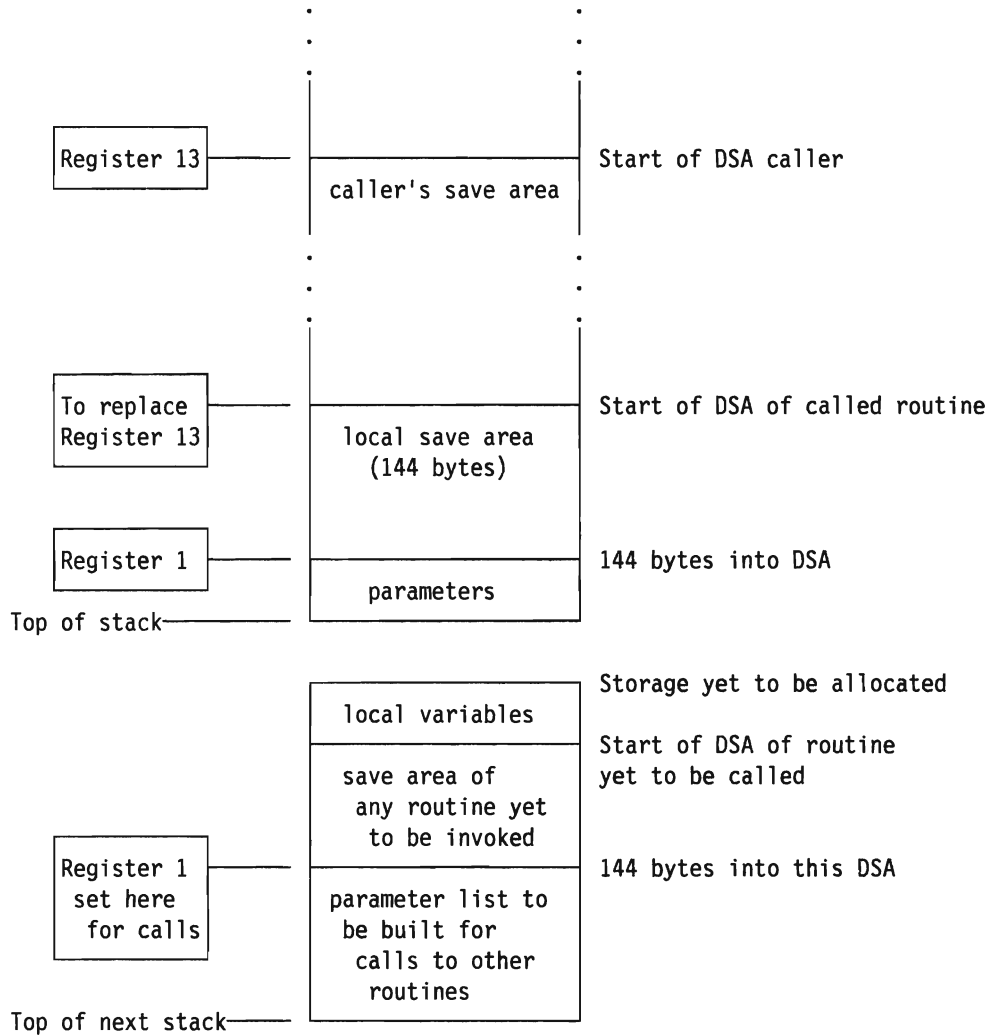 Register 13
Start of DSA caller
caller's save area
To replace
Register 13
Start of DSA of called routine
local save area
(144 bytes)
Register 1
144 bytes into DSA
parameters
Top of stack
Storage yet to be allocated
local variables
Start of DSA of routine
yet to be called
save area of
any routine yet
to be invoked
Register 1
set here
for calls
144 bytes into this DSA
parameter list to
be built for
calls to other
routines
Top of next stack